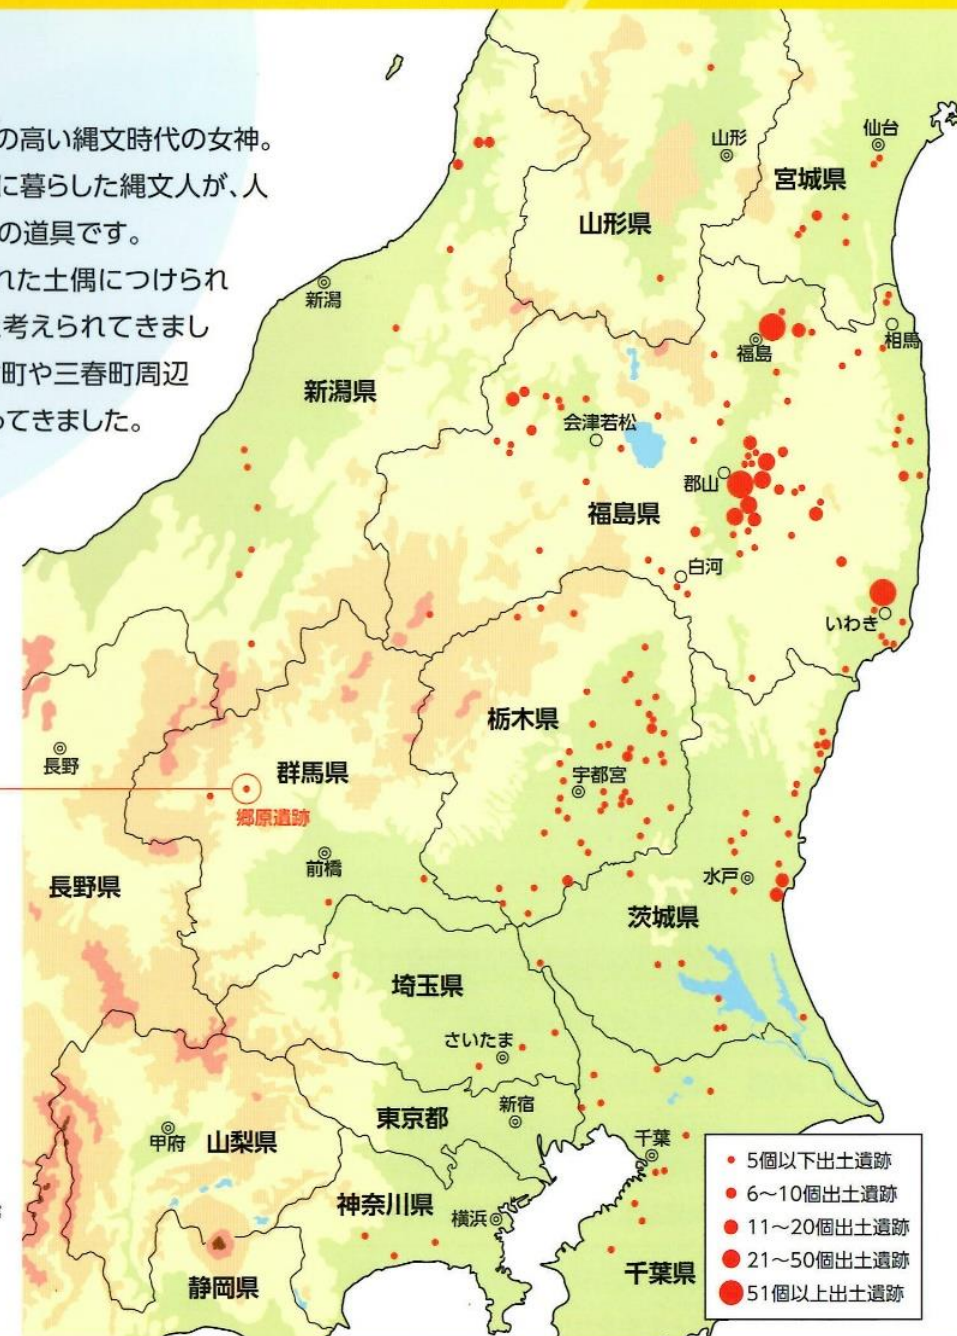 の高い縄文時代の女神。
に暮らした縄文人が、人
の道具です。
れた土偶につけられ
考えられてきまし
町や三春町周辺
ってきました。
山形
仙台
宮城県
山形県
新潟
福島
相馬
新潟県
会津若松
郡山
福島県
白河
いわき
栃木県
長野
群馬県
宇都宮
郷原遺跡
前橋
水戸
長野県
茨城県
埼玉県
さいたま
東京都
新宿
甲府
山梨県
千葉
神奈川県
横浜
千葉県
静岡県
5個以下出土遺跡
6〜10個出土遺跡
11〜20個出土遺跡
21〜50個出土遺跡
51個以上出土遺跡